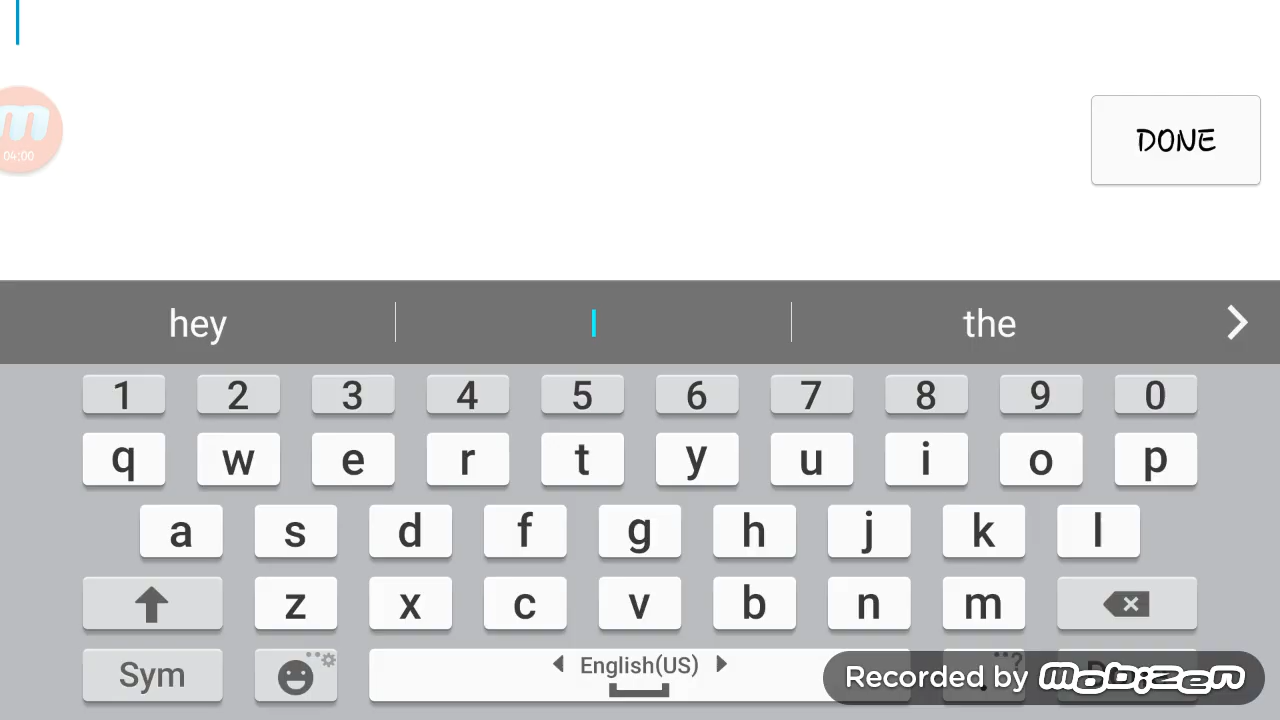 m
04:00
DONE
hey I the
1 2 3 4 5 6 7 8 9 0
q w e r t y u i o p
a s d f g h j k l
z x c v b n m
Sym English(US)
Recorded by mobizen